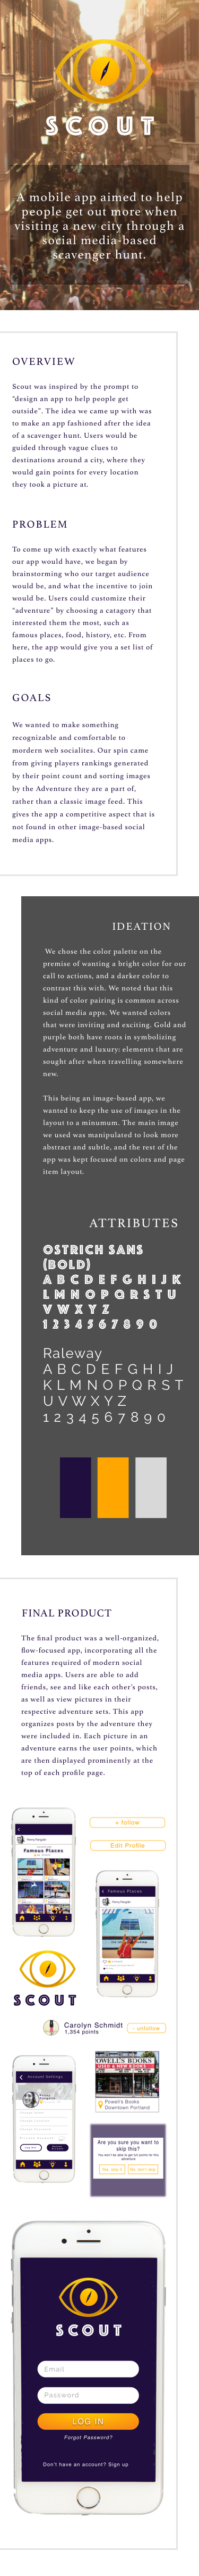 SCOUT
A mobile app aimed to help
people get out more when
visiting a new city through a
social media-based
scavenger hunt.
OVERVIEW
Scout was inspired by the prompt to
"design an app to help people get
outside". The idea we came up with was
to make an app fashioned after the idea
of a scavenger hunt. Users would be
guided through vague clues to
destinations around a city, where they
would gain points for every location
they took a picture at.
PROBLEM
To come up with exactly what features
our app would have, we began by
brainstorming who our target audience
would be, and what the incentive to join
would be. Users could customize their
"adventure" by choosing a catagory that
interested them the most, such as
famous places, food, history, etc. From
here, the app would give you a set list of
places to go.
GOALS
We wanted to make something
recognizable and comfortable to
mordern web socialites. Our spin came
from giving players rankings generated
by their point count and sorting images
by the Adventure they are a part of,
rather than a classic image feed. This
gives the app a competitive aspect that is
not found in other image-based social
media apps.
IDEATION
We chose the color palette on the
premise of wanting a bright color for our
call to actions, and a darker color to
contrast this with. We noted that this
kind of color pairing is common across
social media apps. We wanted colors
that were inviting and exciting. Gold and
purple both have roots in symbolizing
adventure and luxury: elements that are
sought after when travelling somewhere
new.
This being an image-based app, we
wanted to keep the use of images in the
layout to a minumum. The main image
we used was manipulated to look more
abstract and subtle, and the rest of the
app was kept focused on colors and page
item layout.
ATTRIBUTES
OSTRICH SANS
(BOLD)
A B C D E F G H I J K
L M N O P Q R S T U
V W X Y Z
1 2 3 4 5 6 7 8 9 0
Raleway
A B C D E F G H I J
K L M N O P Q R S T
U V W X Y Z
1 2 3 4 5 6 7 8 9 0
FINAL PRODUCT
The final product was a well-organized,
flow-focused app, incorporating all the
features required of modern social
media apps. Users are able to add
friends, see and like each other's posts,
as well as view pictures in their
respective adventure sets. This app
organizes posts by the adventure they
were included in. Each picture in an
adventure earns the user points, which
are then displayed prominently at the
top of each profile page.
+ follow
Famous Places
Edit Profile
Famous Places
SCOUT
Carolyn Schmidt
1,354 points
- unfollow
Account Settings
POWELL'S BOOKS
USED & NEW BOOKS
Powell's Books
Downtown Portland
Are you sure you want to
skip this?
SCOUT
Email
Password
LOG IN
Forgot Password?
Don't have an account? Sign up